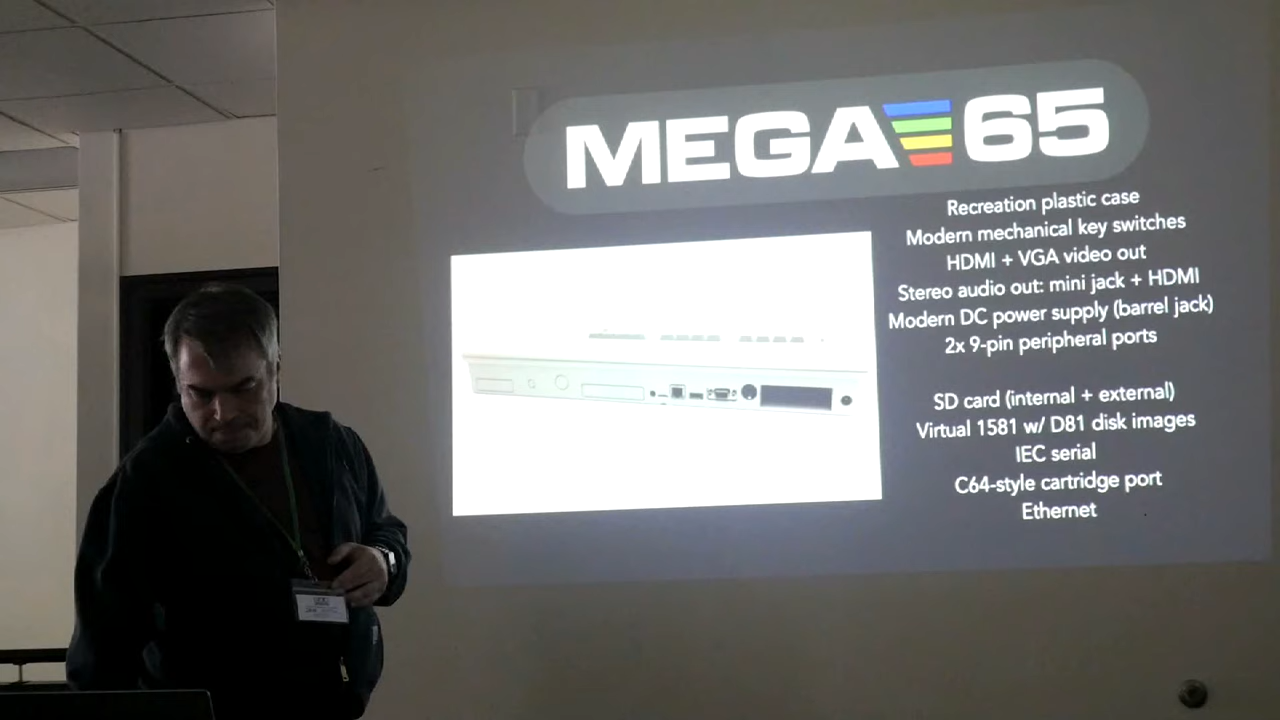 MEGA65
Recreation plastic case
Modern mechanical key switches
HDMI + VGA video out
Stereo audio out: mini jack + HDMI
Modern DC power supply (barrel jack)
2x 9-pin peripheral ports
SD card (internal + external)
Virtual 1581 w/ D81 disk images
IEC serial
C64-style cartridge port
Ethernet